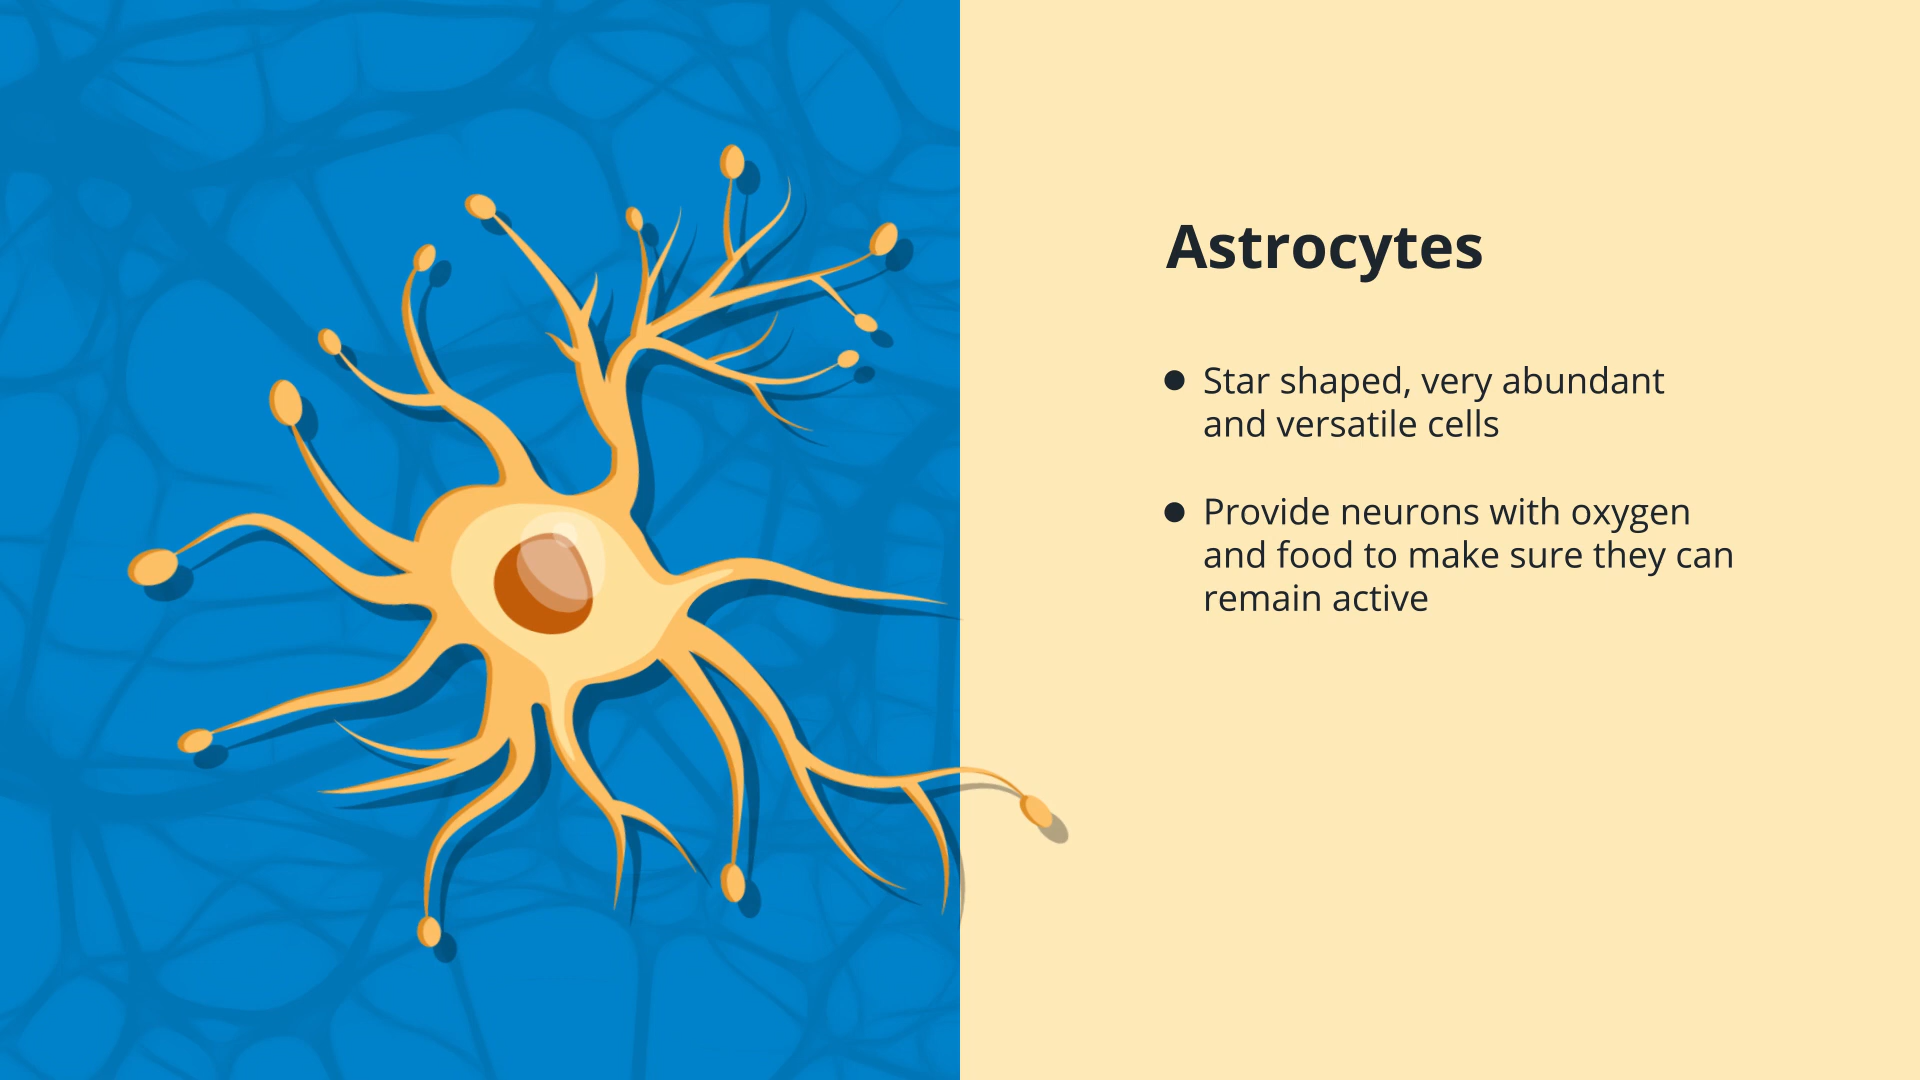 Astrocytes
● Star shaped, very abundant
and versatile cells
● Provide neurons with oxygen
and food to make sure they can
remain active